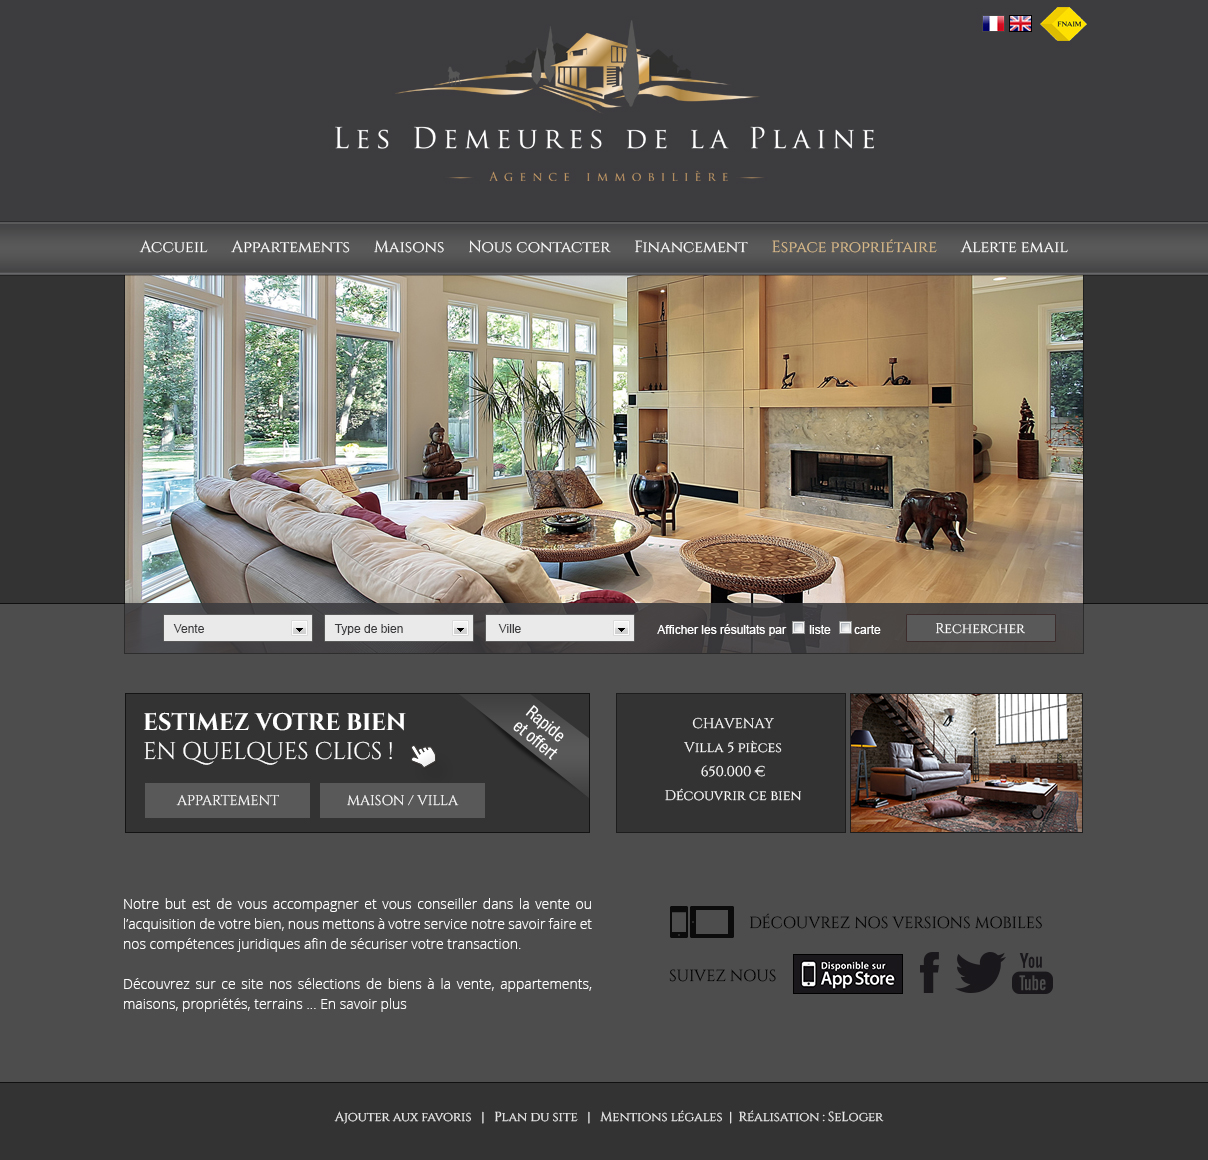 FNAIM
Les Demeures de la Plaine
Agence immobilière
Accueil Appartements Maisons Nous contacter Financement Espace propriétaire Alerte email
Vente Type de bien Ville Afficher les résultats par liste carte Rechercher
ESTIMEZ VOTRE BIEN
EN QUELQUES CLICS !
Rapide
et offert
APPARTEMENT MAISON / VILLA
CHAVENAY
Villa 5 pièces
650.000 €
Découvrir ce bien
Notre but est de vous accompagner et vous conseiller dans la vente ou
l'acquisition de votre bien, nous mettons à votre service notre savoir faire et
nos compétences juridiques afin de sécuriser votre transaction.
Découvrez sur ce site nos sélections de biens à la vente, appartements,
maisons, propriétés, terrains ... En savoir plus
DÉCOUVREZ NOS VERSIONS MOBILES
SUIVEZ NOUS
Disponible sur
App Store
You
Tube
Ajouter aux favoris | Plan du site | Mentions légales | Réalisation : SeLoger